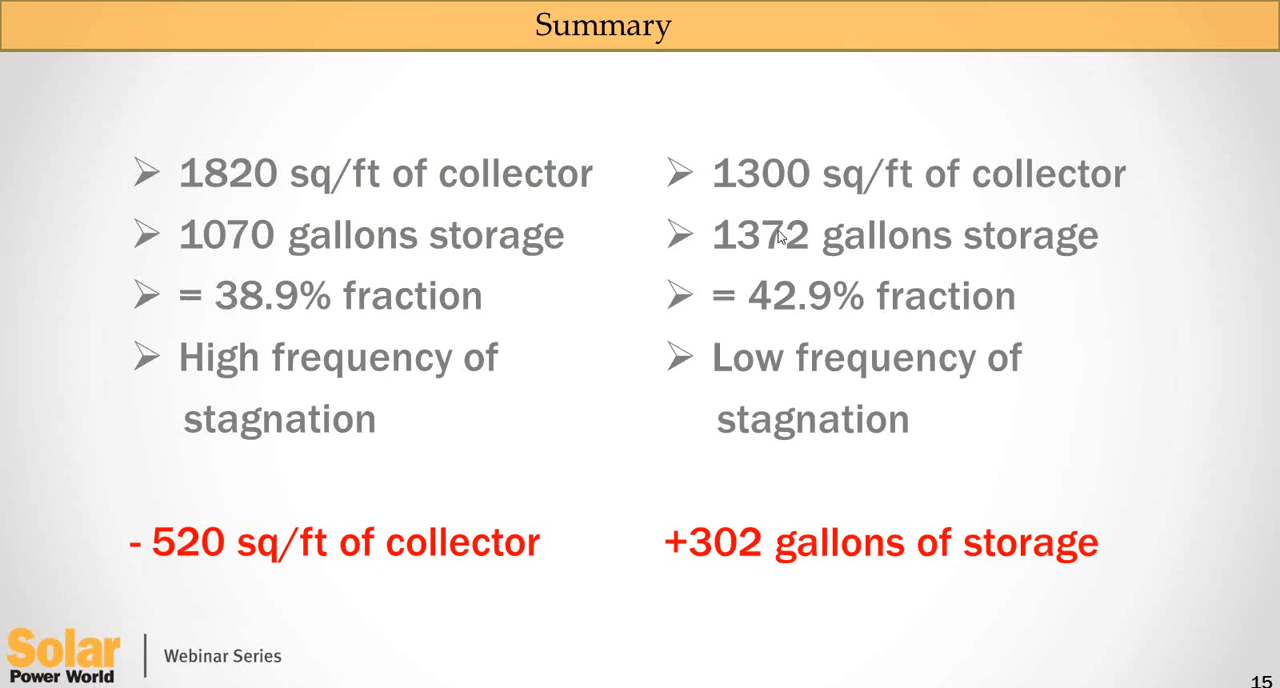 Summary
➢ 1820 sq/ft of collector
➢ 1070 gallons storage
➢ = 38.9% fraction
➢ High frequency of
stagnation
➢ 1300 sq/ft of collector
➢ 1372 gallons storage
➢ = 42.9% fraction
➢ Low frequency of
stagnation
- 520 sq/ft of collector
+302 gallons of storage
Solar
Power World
Webinar Series
15